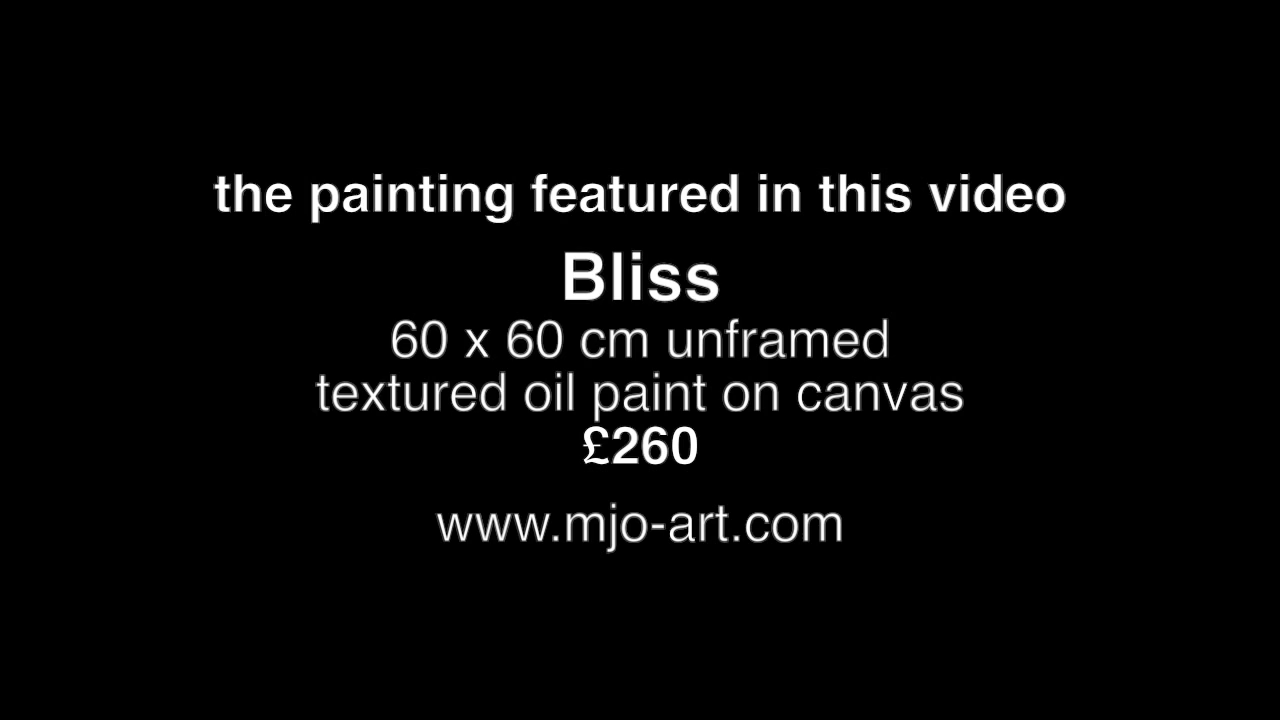 the painting featured in this video
Bliss
60 x 60 cm unframed
textured oil paint on canvas
£260
www.mjo-art.com